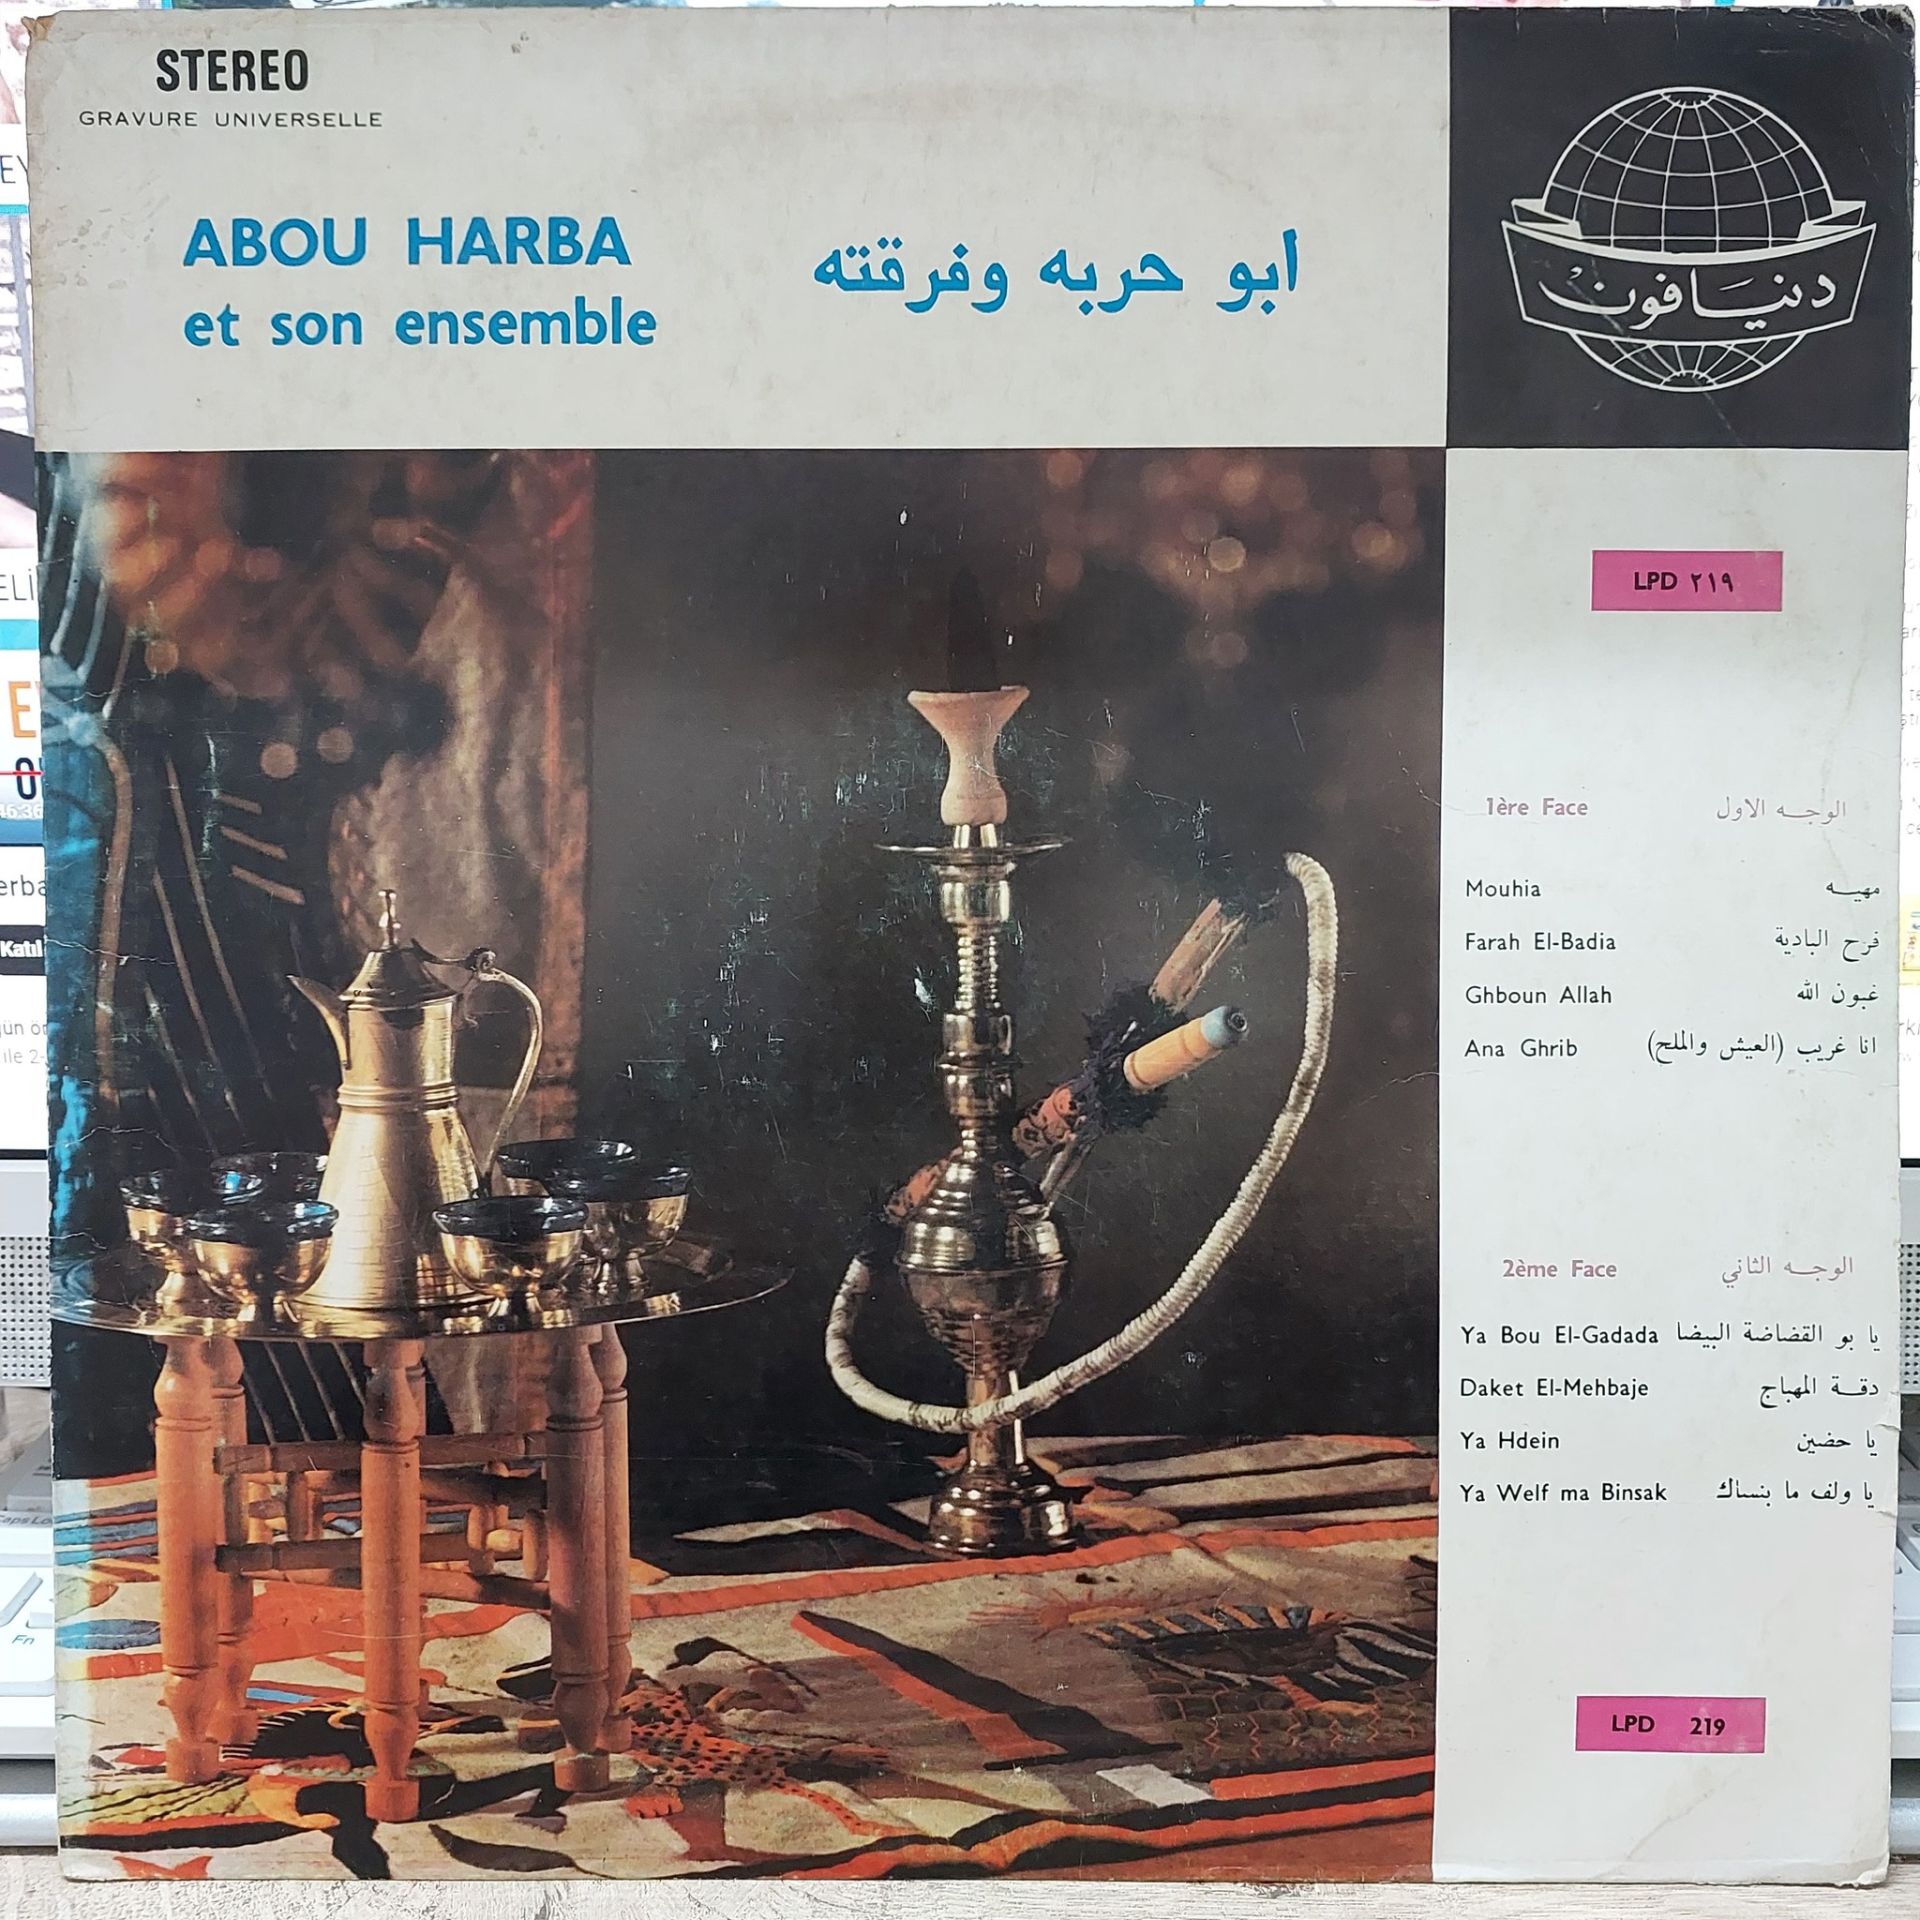 STEREO
GRAVURE UNIVERSELLE
ABOU HARBA
et son ensemble
ابو حربه وفرقته
دنيافون
LPD ٢١٩
1ère Face الوجه الاول
Mouhia مهيه
Farah El-Badia فرح البادية
Ghboun Allah غبون الله
Ana Ghrib انا غريب (العيش والملح)
2ème Face الوجه الثاني
Ya Bou El-Gadada يا بو القضاضة البيضا
Daket El-Mehbaje دقة المهباج
Ya Hdein يا حضين
Ya Welf ma Binsak يا ولف ما بنساك
LPD 219
Katıl
Fn